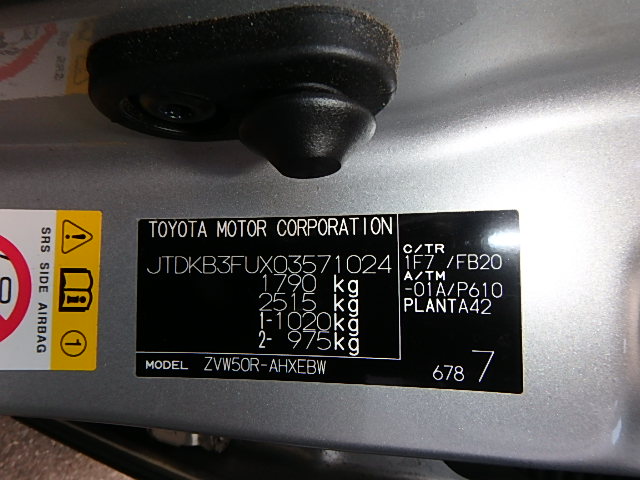 TOYOTA MOTOR CORPORATION
JTDKB3FUX03571024
1790 kg
2515 kg
1-1020 kg
2- 975 kg
C/TR
1F7 /FB20
A/TM
-01A/P610
PLANTA42
MODEL ZVW50R-AHXEBW
678 7
SRS SIDE AIRBAG
1